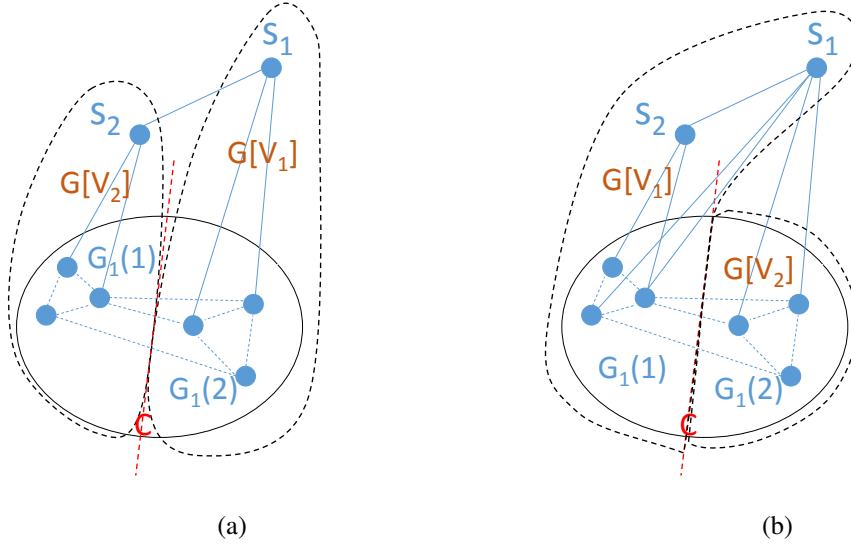 S₁
S₂
G[V₁]
G[V₂]
G₁(1)
G₁(2)
C
(a)
S₁
S₂
G[V₁]
G[V₂]
G₁(1)
G₁(2)
C
(b)